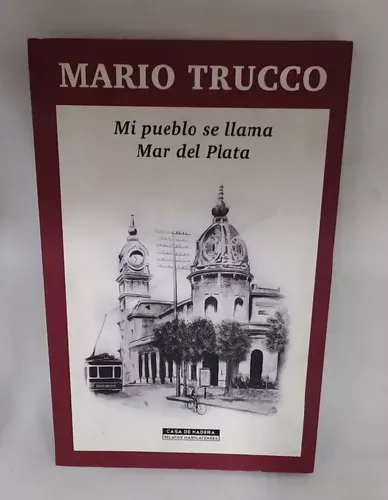 MARIO TRUCCO
Mi pueblo se llama
Mar del Plata
CASA DE MADERA
RELATOS MARPLATENSES